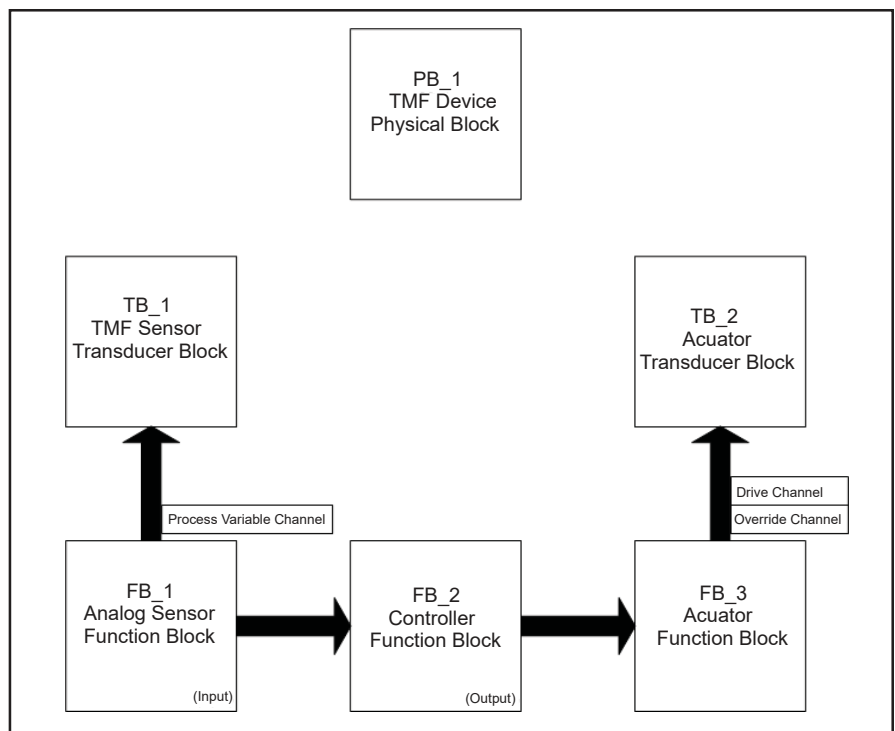 PB_1
TMF Device
Physical Block
TB_1
TMF Sensor
Transducer Block
TB_2
Acuator
Transducer Block
Process Variable Channel
Drive Channel
Override Channel
FB_1
Analog Sensor
Function Block
(Input)
FB_2
Controller
Function Block
(Output)
FB_3
Acuator
Function Block